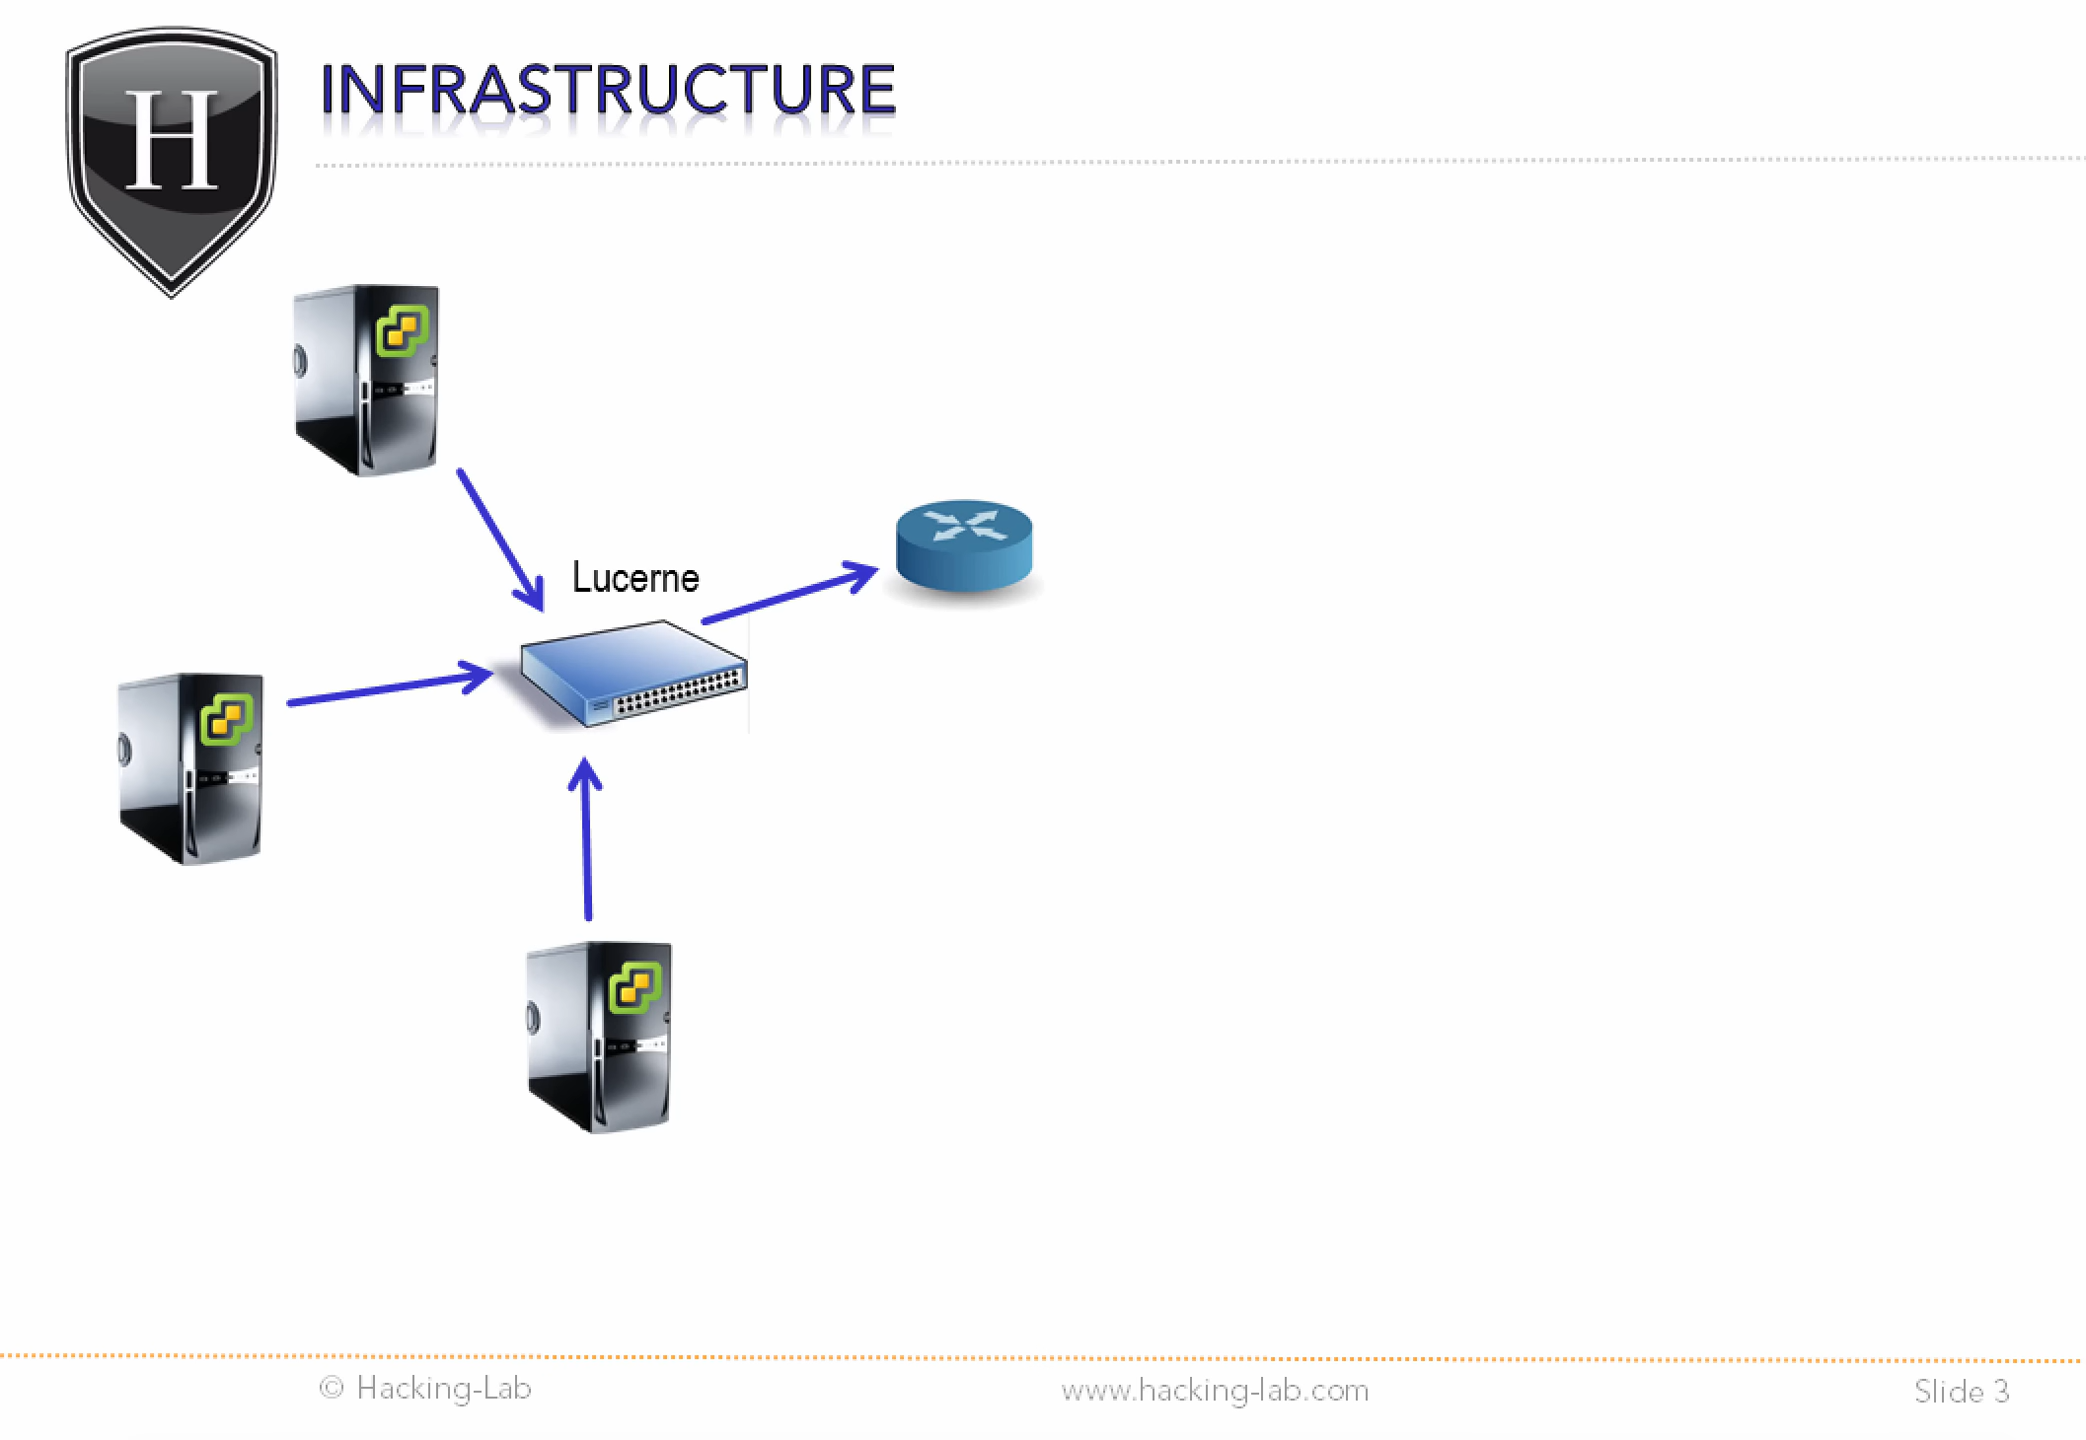 H
INFRASTRUCTURE
Lucerne
© Hacking-Lab
www.hacking-lab.com
Slide 3